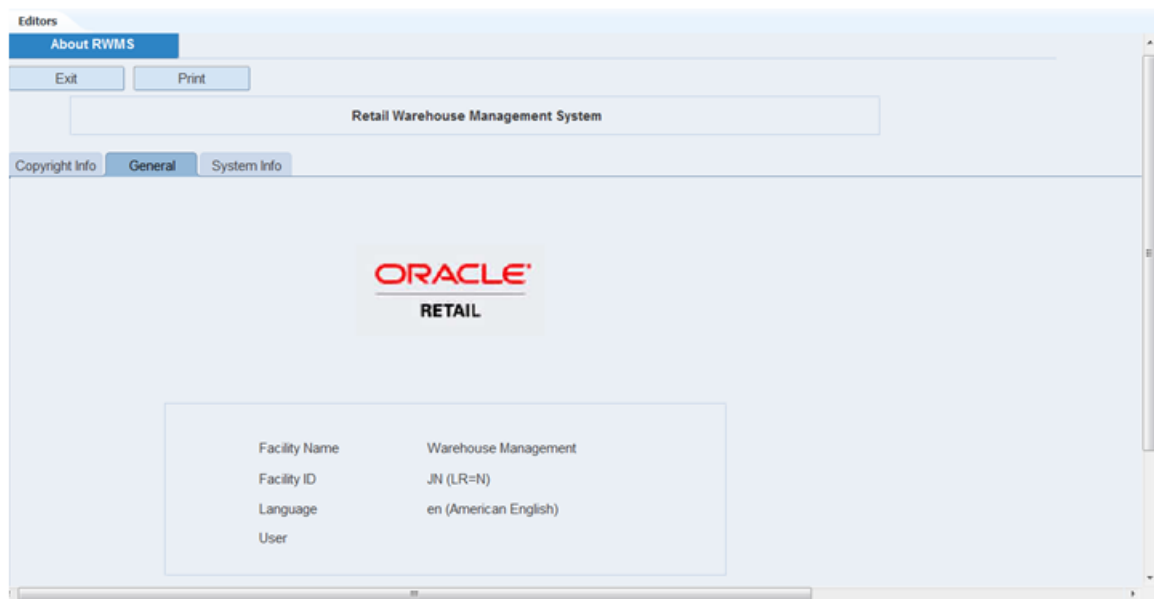 Editors
About RWMS
Exit Print
Retail Warehouse Management System
Copyright Info General System Info
ORACLE
RETAIL
Facility Name Warehouse Management
Facility ID JN (LR=N)
Language en (American English)
User